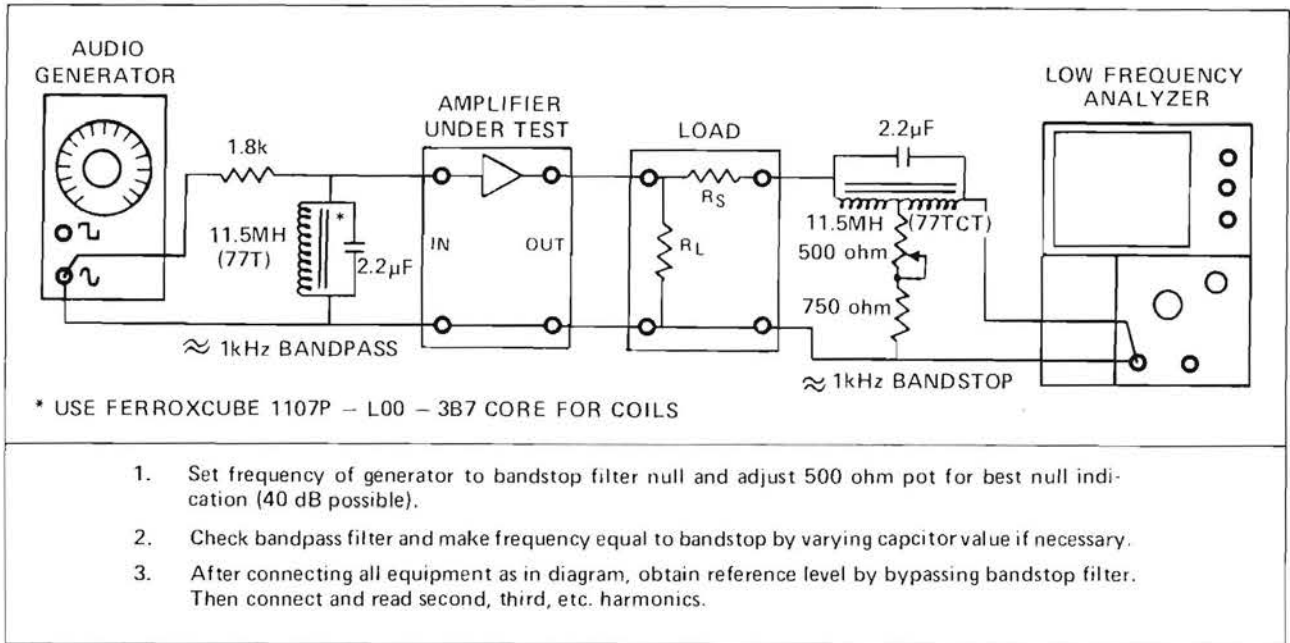 AUDIO
GENERATOR
1.8k
11.5MH
(77T)
*
2.2µF
AMPLIFIER
UNDER TEST
IN
OUT
LOAD
RS
RL
2.2µF
11.5MH
(77TCT)
500 ohm
750 ohm
LOW FREQUENCY
ANALYZER
≈ 1kHz BANDPASS
≈ 1kHz BANDSTOP
* USE FERROXCUBE 1107P – L00 – 3B7 CORE FOR COILS
1. Set frequency of generator to bandstop filter null and adjust 500 ohm pot for best null indi-
cation (40 dB possible).
2. Check bandpass filter and make frequency equal to bandstop by varying capcitor value if necessary.
3. After connecting all equipment as in diagram, obtain reference level by bypassing bandstop filter.
Then connect and read second, third, etc. harmonics.